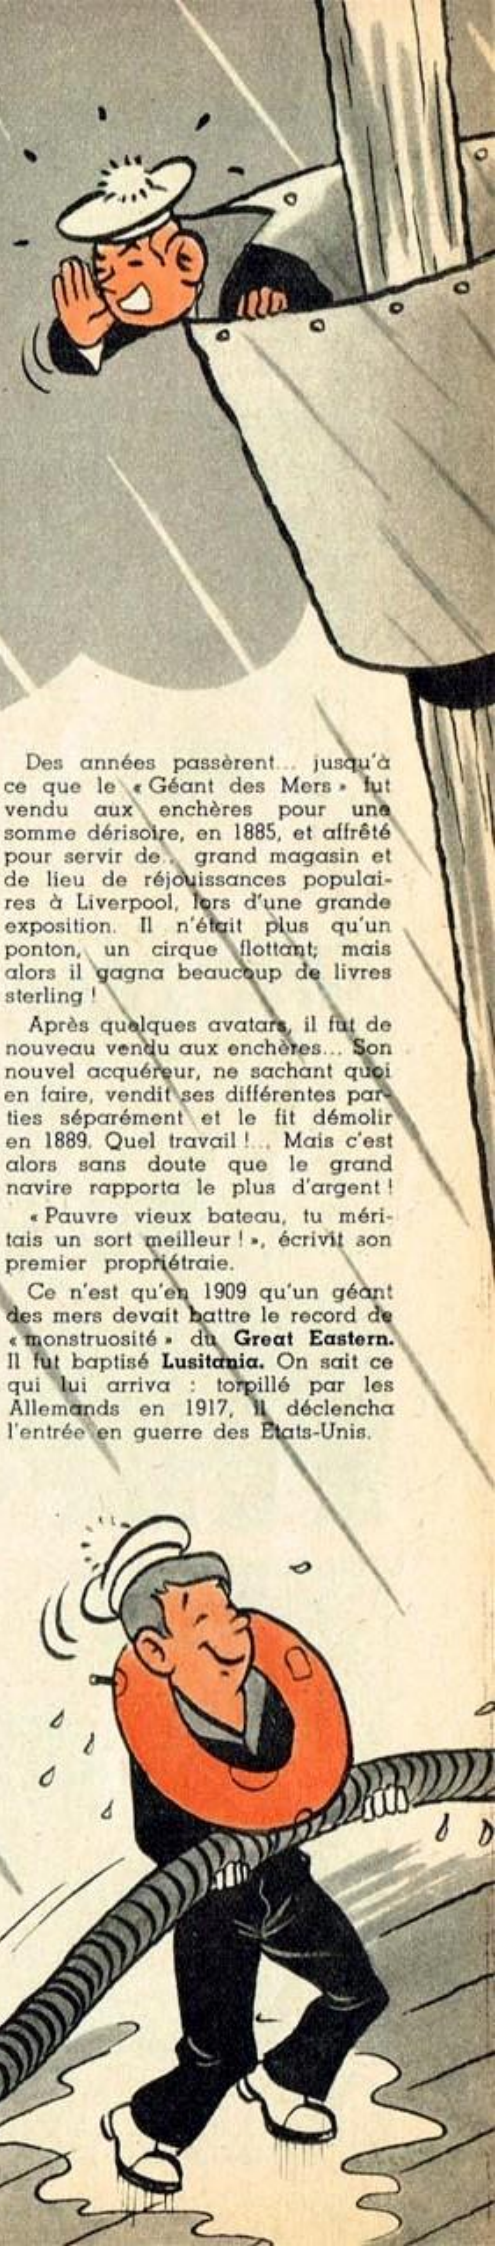 Des années passèrent... jusqu'à
ce que le « Géant des Mers » fut
vendu aux enchères pour une
somme dérisoire, en 1885, et affrêté
pour servir de.. grand magasin et
de lieu de réjouissances populai-
res à Liverpool, lors d'une grande
exposition. Il n'était plus qu'un
ponton, un cirque flottant; mais
alors il gagna beaucoup de livres
sterling !
Après quelques avatars, il fut de
nouveau vendu aux enchères... Son
nouvel acquéreur, ne sachant quoi
en faire, vendit ses différentes par-
ties séparément et le fit démolir
en 1889. Quel travail !... Mais c'est
alors sans doute que le grand
navire rapporta le plus d'argent !
« Pauvre vieux bateau, tu méri-
tais un sort meilleur ! », écrivit son
premier propriétraie.
Ce n'est qu'en 1909 qu'un géant
des mers devait battre le record de
« monstruosité » du Great Eastern.
Il fut baptisé Lusitania. On sait ce
qui lui arriva : torpillé par les
Allemands en 1917, il déclencha
l'entrée en guerre des Etats-Unis.